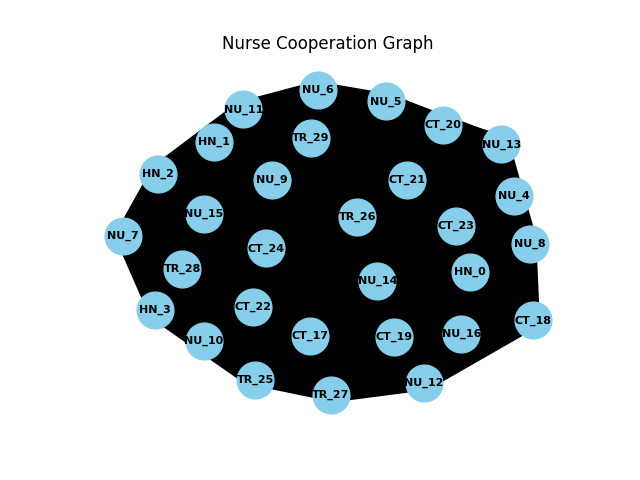 Nurse Cooperation Graph
NU_6
NU_5
NU_11
CT_20
TR_29
HN_1
NU_13
HN_2
NU_9
CT_21
NU_4
NU_15
TR_26
CT_23
NU_7
NU_8
CT_24
TR_28
HN_0
NU_14
CT_22
HN_3
CT_18
NU_16
CT_17
CT_19
NU_10
TR_25
NU_12
TR_27